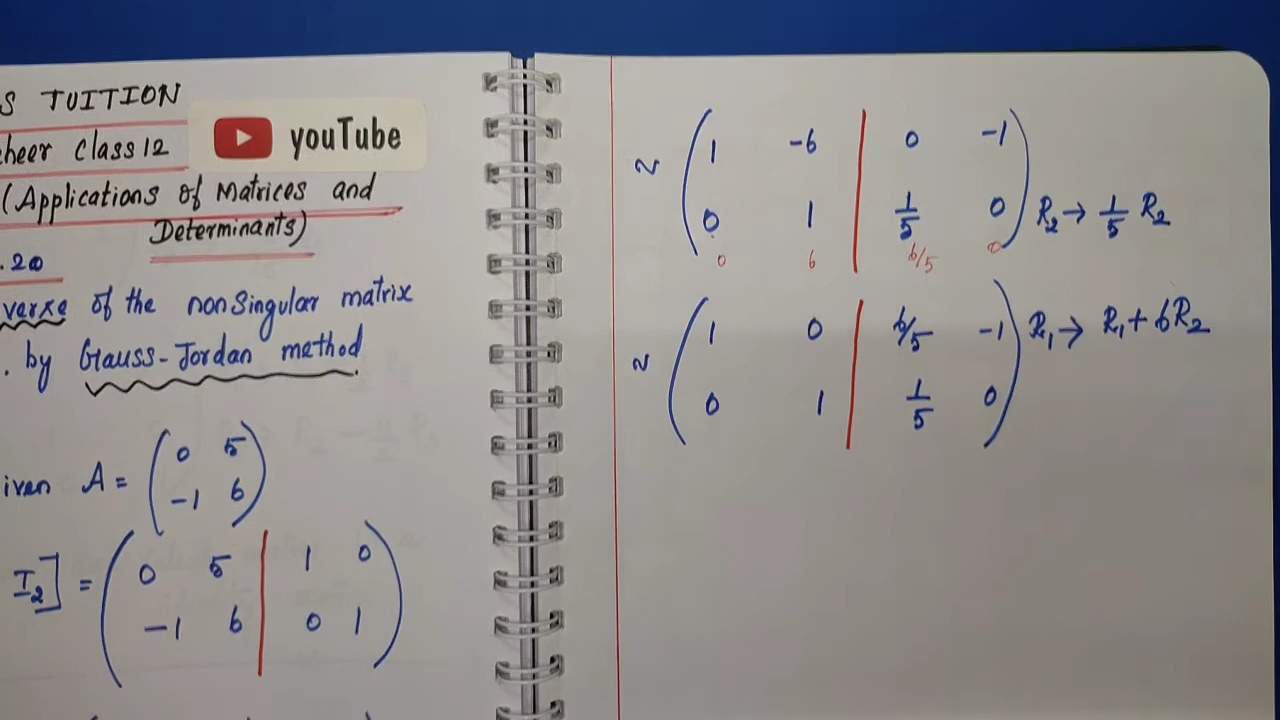 S TUITION
cheer Class 12
youTube
(Applications of Matrices and
Determinants)
.20
verse of the nonSingular matrix
. by Gauss-Jordan method.
iven A = ( 0 5
-1 6 )
I₂] = ( 0 5 | 1 0
-1 6 | 0 1 )
~ ( 1 -6 | 0 -1
0 1 | 1/5 0 ) R₂ → 1/5 R₂
0 6 6/5 0
~ ( 1 0 | 6/5 -1 ) R₁ → R₁ + 6R₂
0 1 | 1/5 0